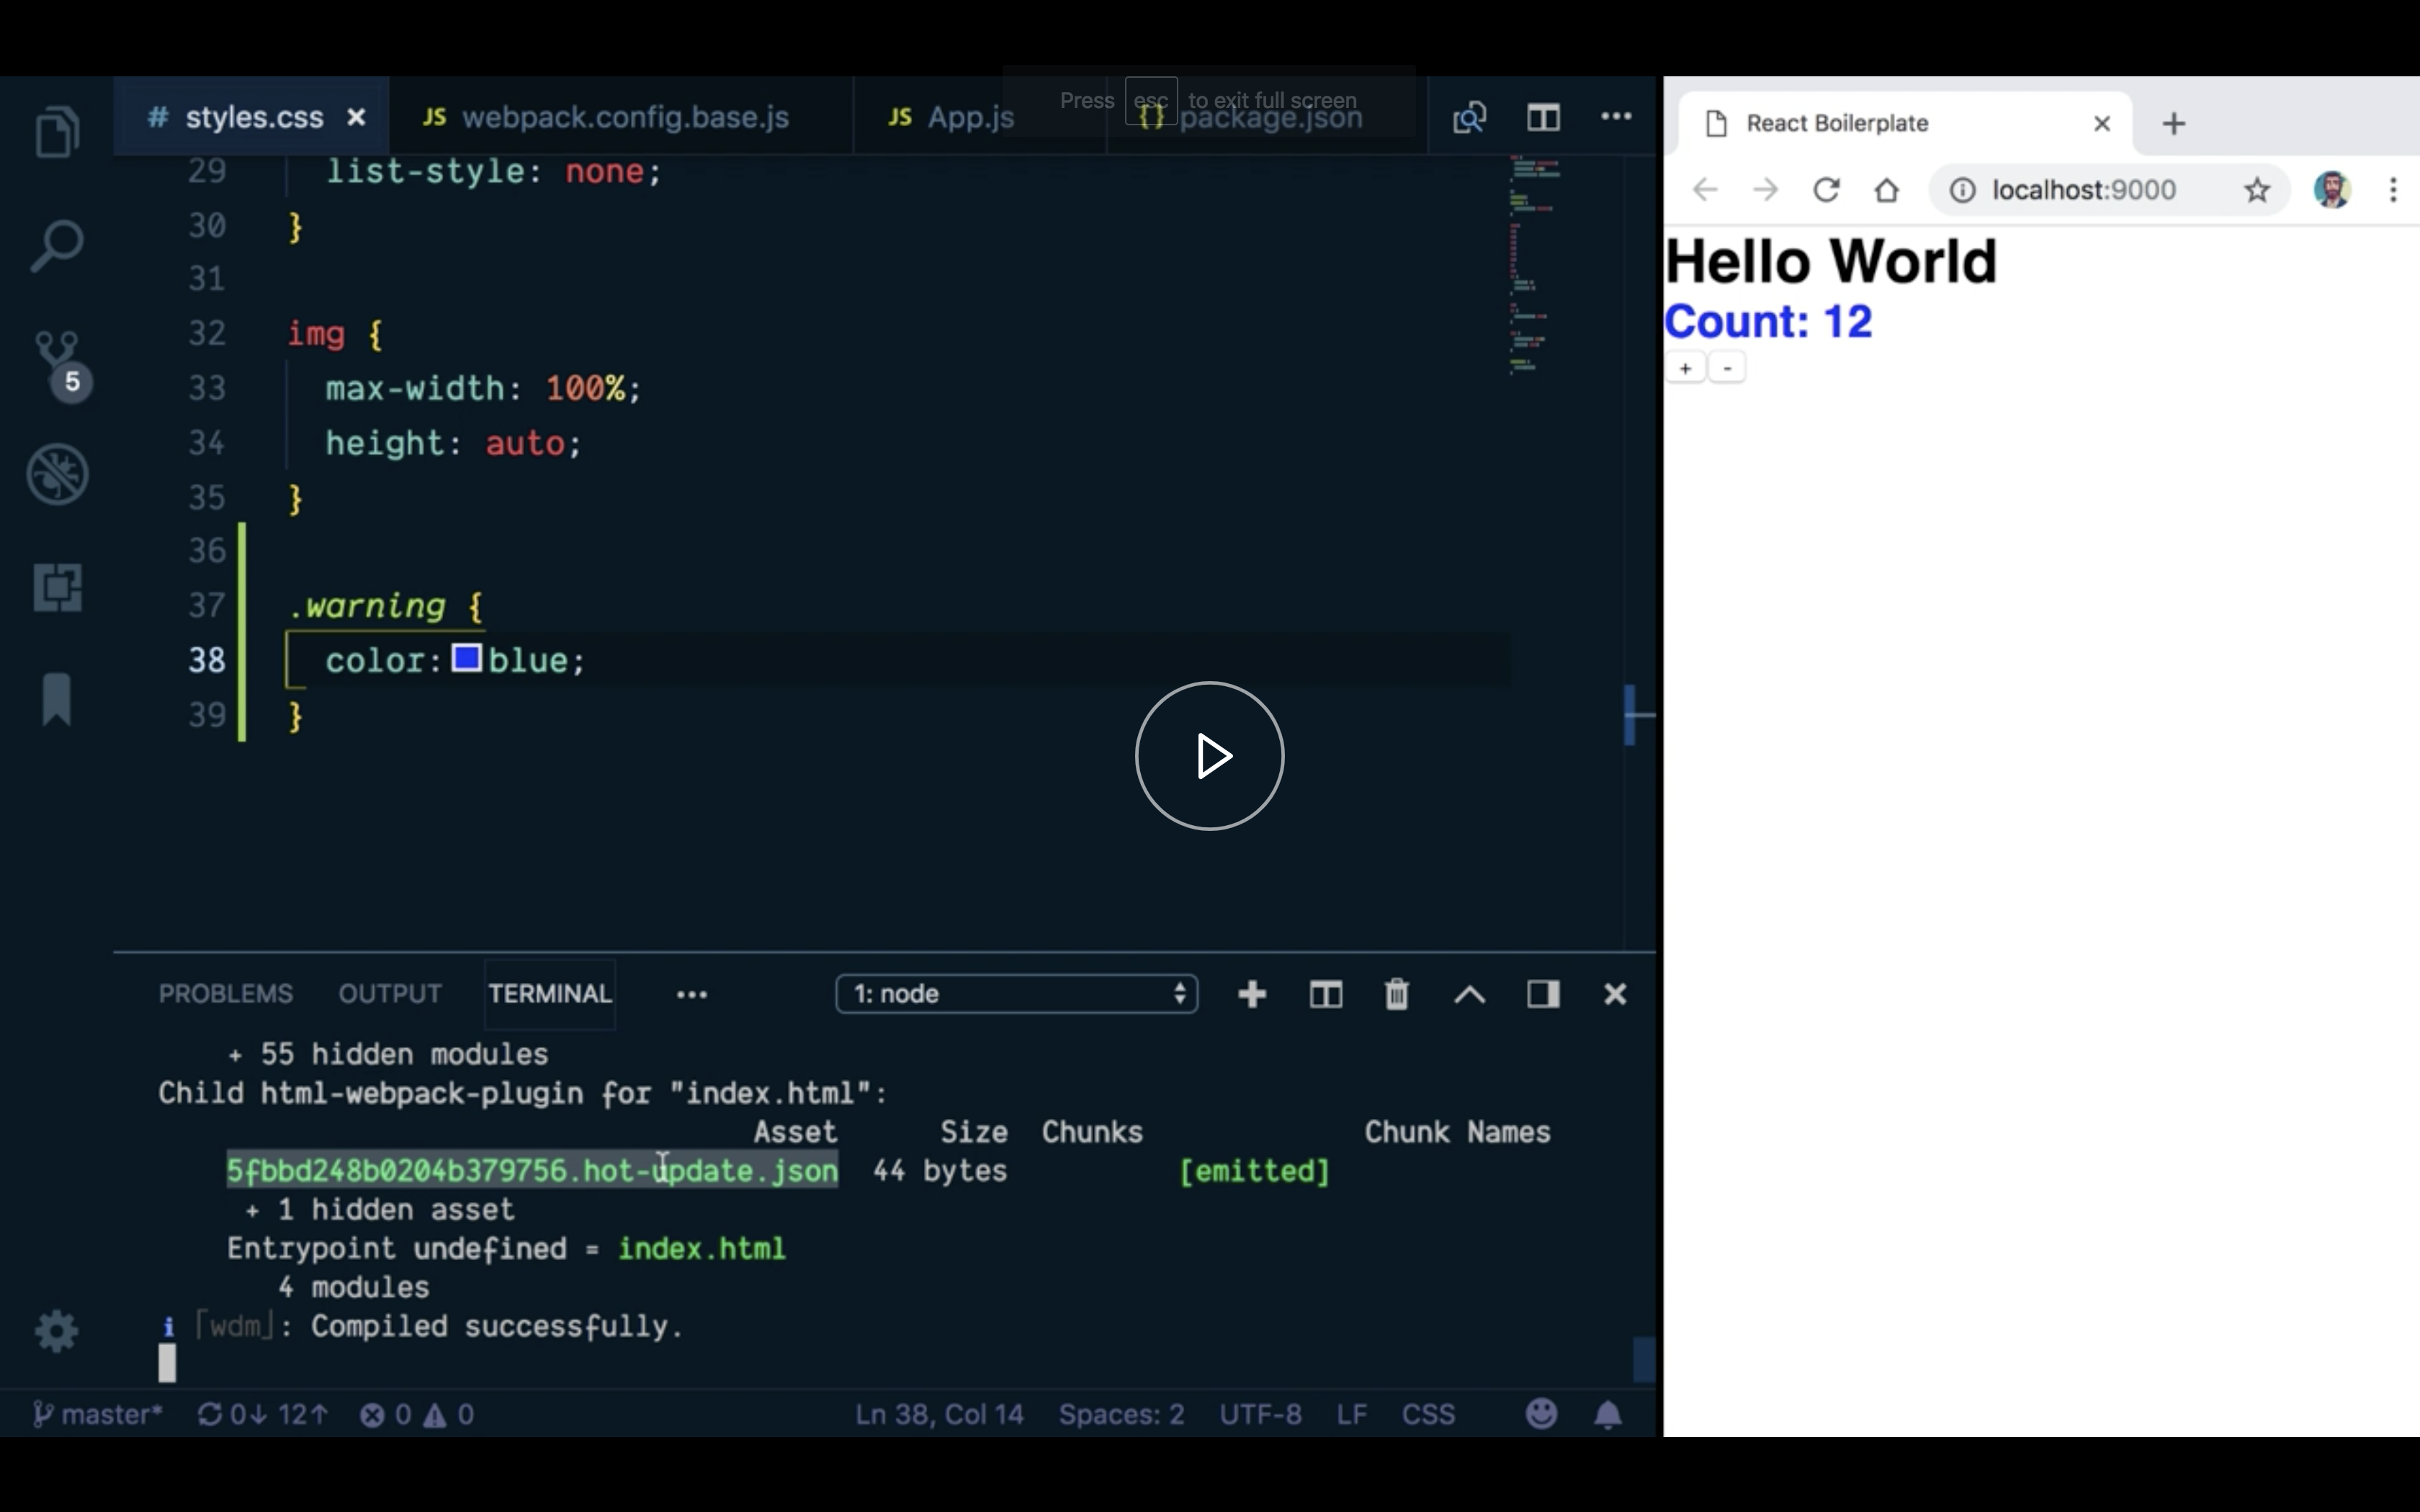 Press esc to exit full screen
# styles.css ×
JS webpack.config.base.js
JS App.js
{} package.json
29 list-style: none;
30 }
31
32 img {
33 max-width: 100%;
34 height: auto;
35 }
36
37 .warning {
38 color: blue;
39 }
5
PROBLEMS OUTPUT TERMINAL ... 1: node
+ 55 hidden modules
Child html-webpack-plugin for "index.html":
Asset Size Chunks Chunk Names
5fbbd248b0204b379756.hot-update.json 44 bytes [emitted]
+ 1 hidden asset
Entrypoint undefined = index.html
4 modules
i ｢wdm｣: Compiled successfully.
master* 0↓ 12↑ 0 0 Ln 38, Col 14 Spaces: 2 UTF-8 LF CSS
React Boilerplate
localhost:9000
Hello World
Count: 12
+ -